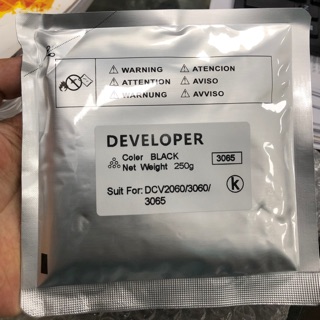 WARNING
ATENCION
ATTENTION
AVISO
WARNUNG
AVVISO
DEVELOPER
Color BLACK
Net Weight 250g
3065
Suit For: DCV2060/3060/
3065
k